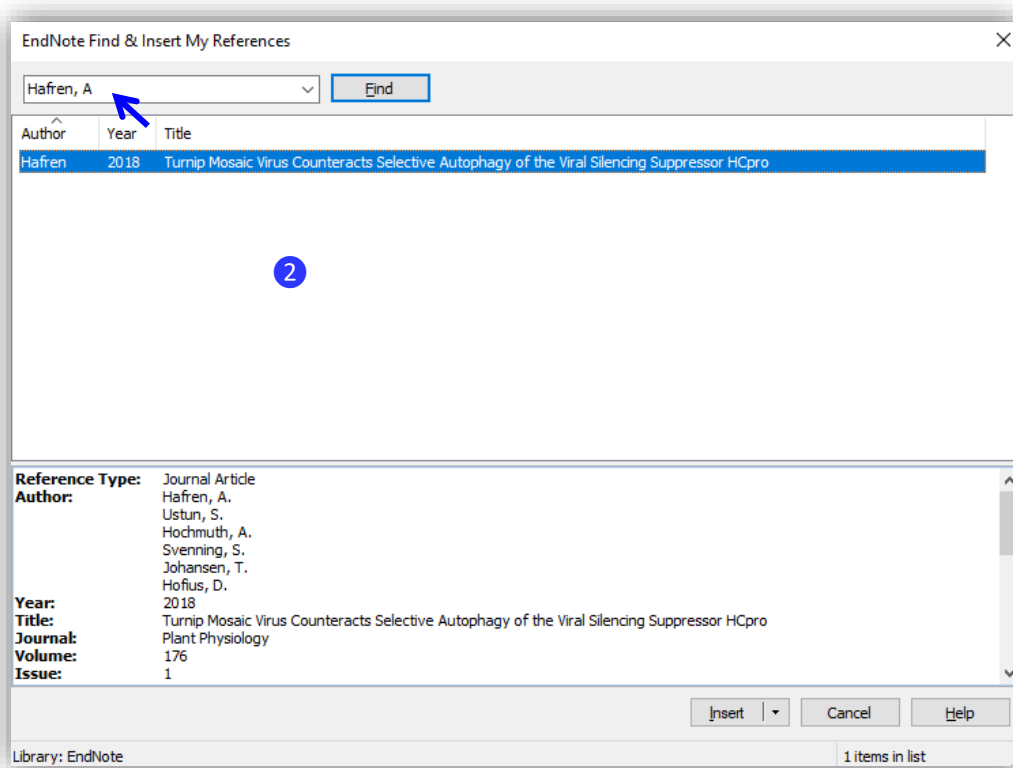 EndNote Find & Insert My References
Hafren, A
Find
Author Year Title
Hafren 2018 Turnip Mosaic Virus Counteracts Selective Autophagy of the Viral Silencing Suppressor HCpro
2
Reference Type: Journal Article
Author: Hafren, A.
Ustun, S.
Hochmuth, A.
Svenning, S.
Johansen, T.
Hofius, D.
Year: 2018
Title: Turnip Mosaic Virus Counteracts Selective Autophagy of the Viral Silencing Suppressor HCpro
Journal: Plant Physiology
Volume: 176
Issue: 1
Insert Cancel Help
Library: EndNote 1 items in list